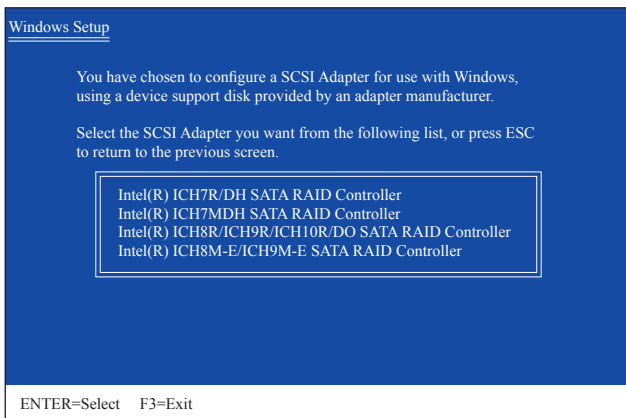 Windows Setup
You have chosen to configure a SCSI Adapter for use with Windows,
using a device support disk provided by an adapter manufacturer.
Select the SCSI Adapter you want from the following list, or press ESC
to return to the previous screen.
Intel(R) ICH7R/DH SATA RAID Controller
Intel(R) ICH7MDH SATA RAID Controller
Intel(R) ICH8R/ICH9R/ICH10R/DO SATA RAID Controller
Intel(R) ICH8M-E/ICH9M-E SATA RAID Controller
ENTER=Select F3=Exit